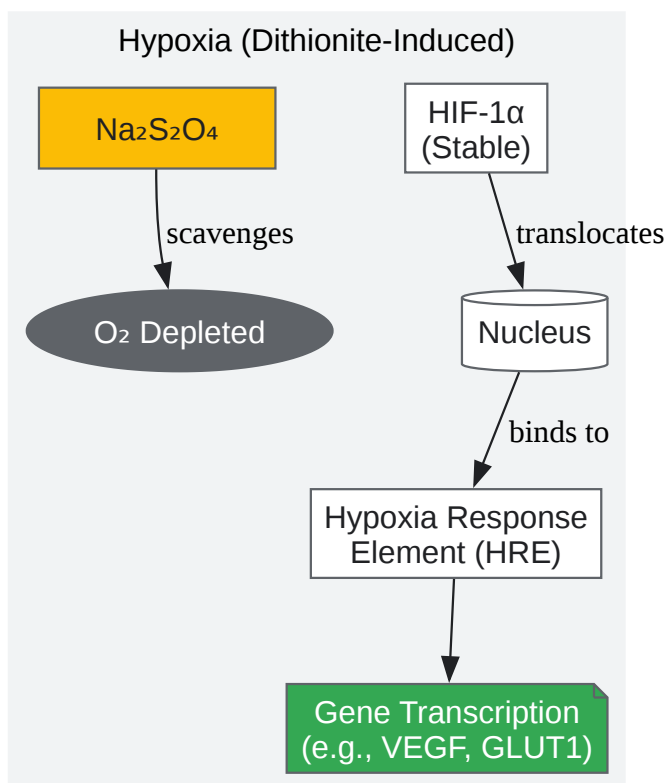 Hypoxia (Dithionite-Induced)
Na₂S₂O₄
HIF-1α
(Stable)
scavenges
translocates
O₂ Depleted
Nucleus
binds to
Hypoxia Response
Element (HRE)
Gene Transcription
(e.g., VEGF, GLUT1)